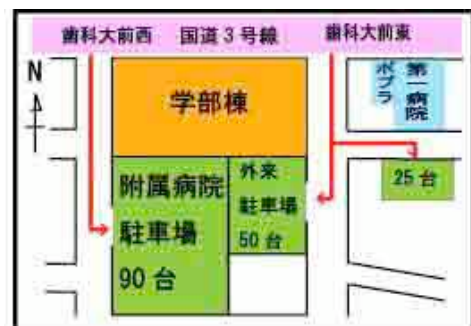 歯科大前西 国道3号線 歯科大前東
N
学部棟
第一病院
ポプラ
附属病院
駐車場
90台
外来
駐車場
50台
25台